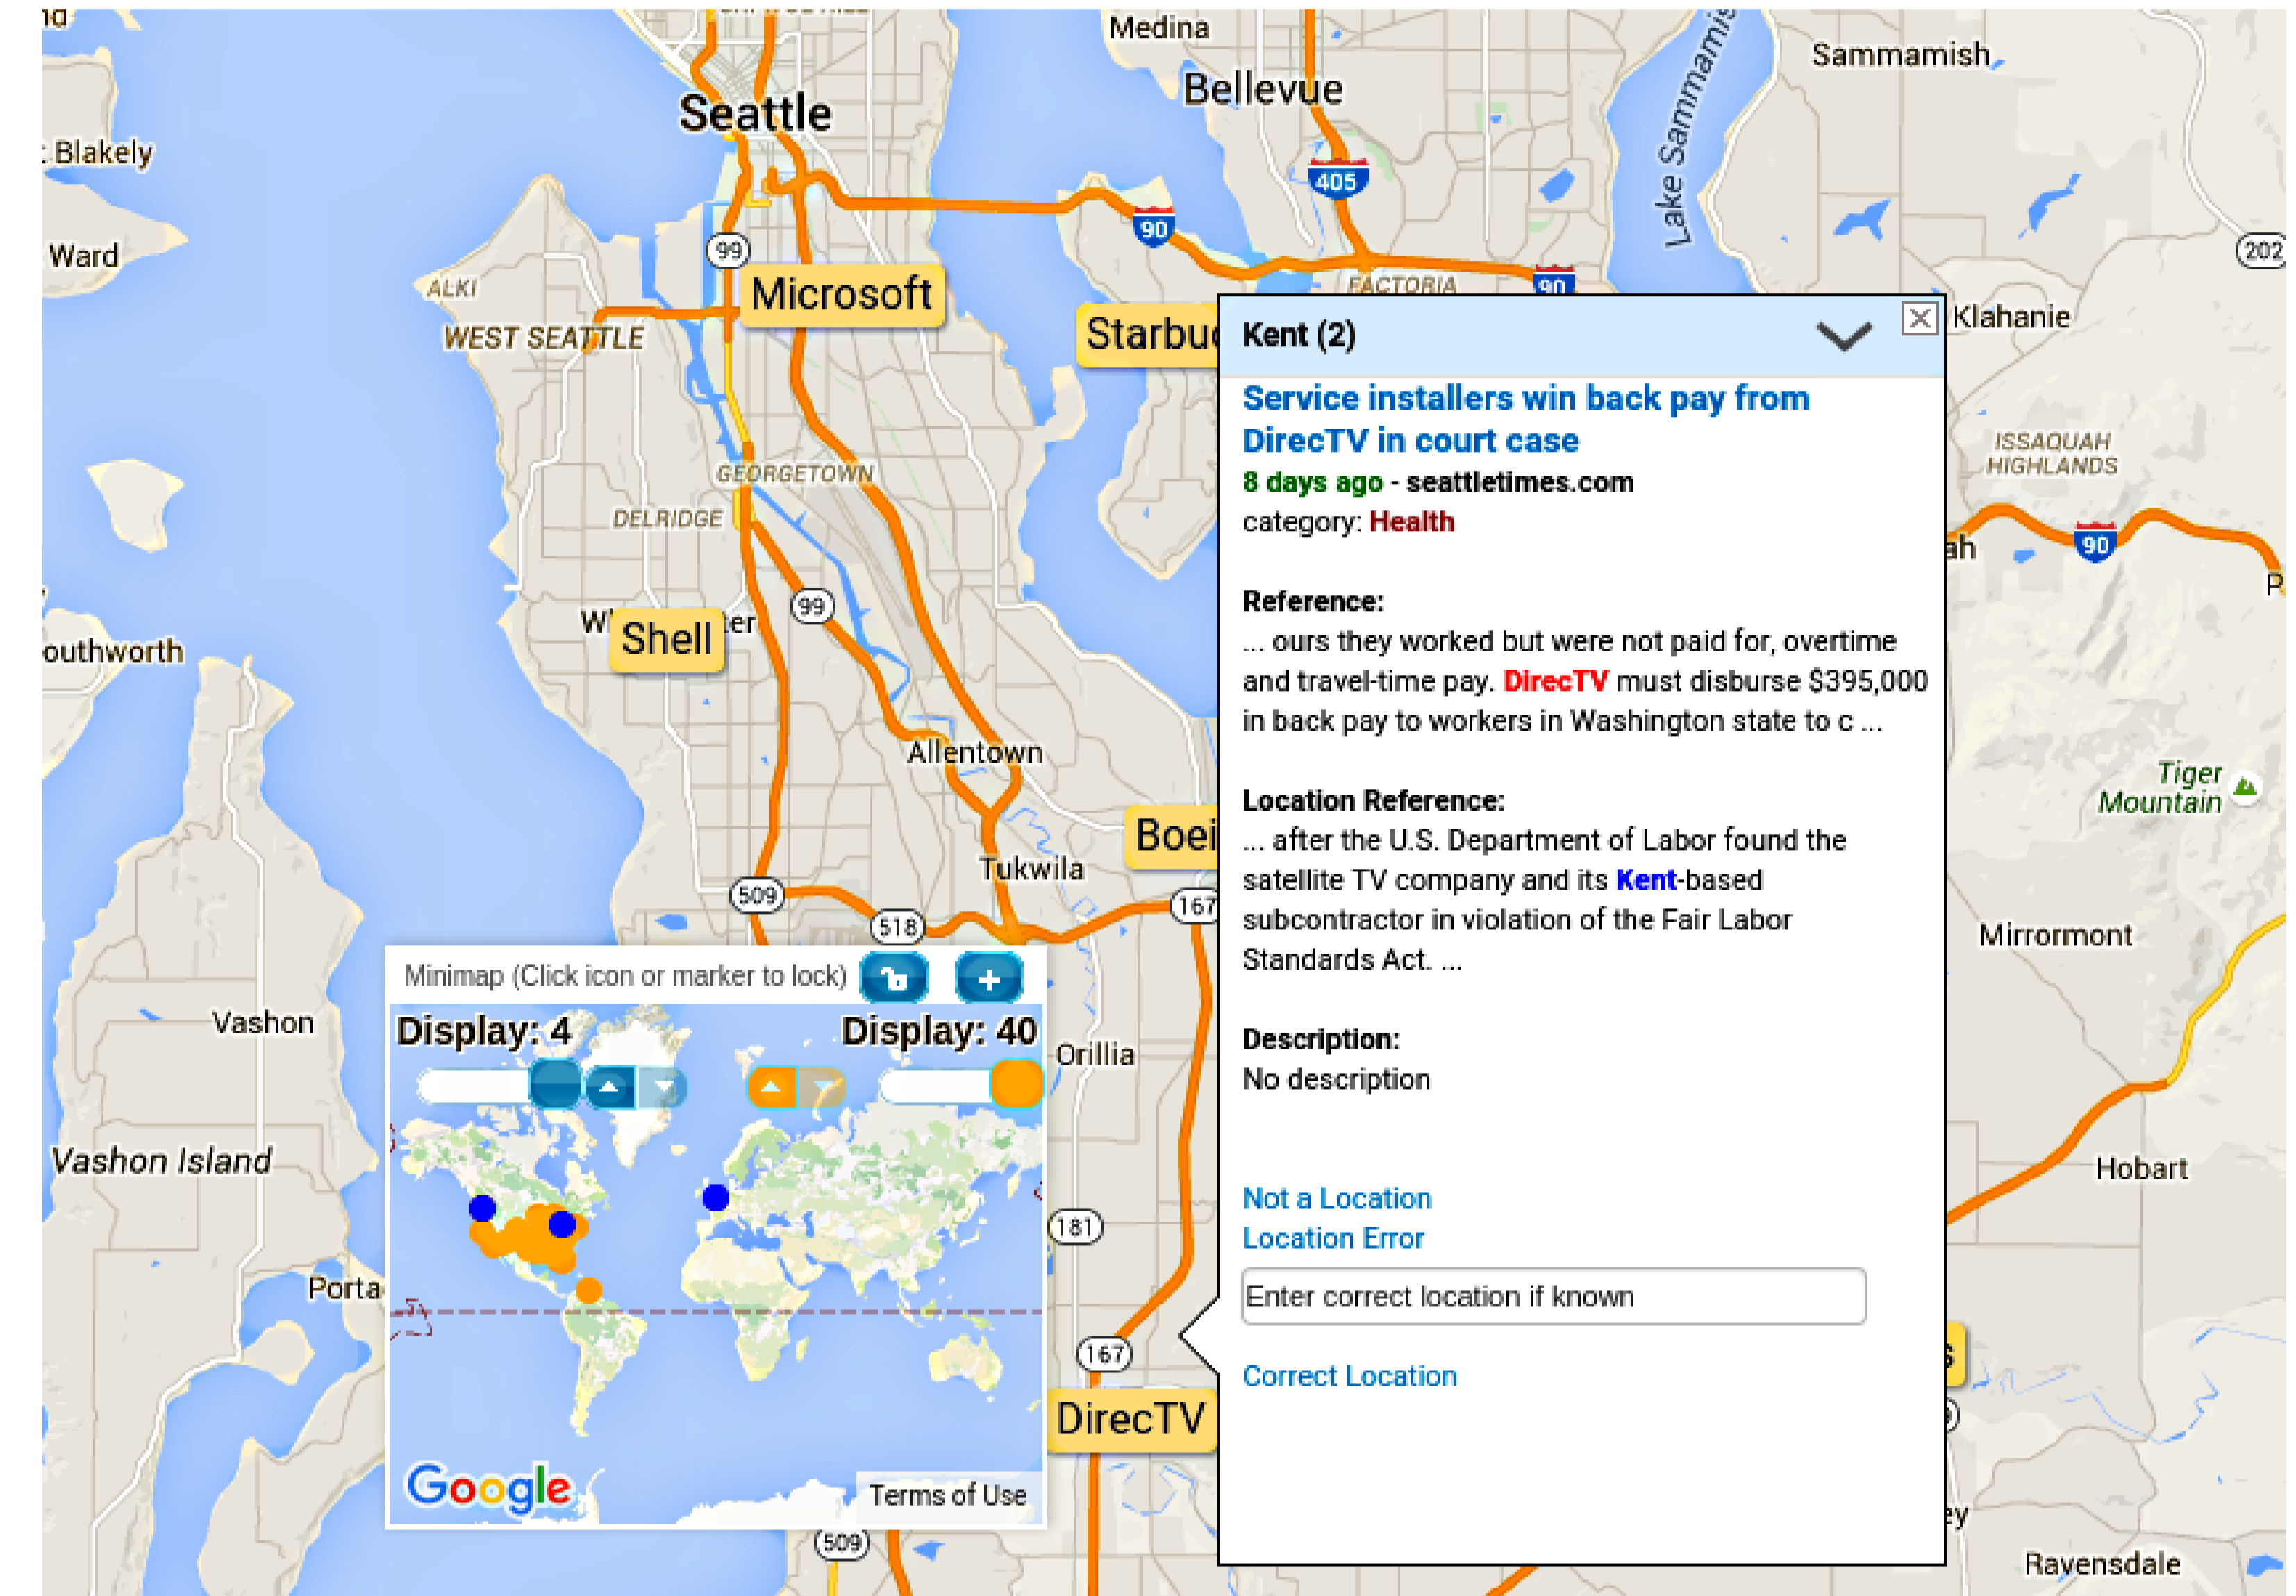 Medina
Sammamish
Bellevue
Seattle
Lake Sammamis
Blakely
405
90
Ward
99
202
ALKI
FACTORIA
90
Microsoft
Klahanie
WEST SEATTLE
Starbuc
Kent (2)
Service installers win back pay from
DirecTV in court case
8 days ago - seattletimes.com
category: Health
Reference:
... ours they worked but were not paid for, overtime
and travel-time pay. DirecTV must disburse $395,000
in back pay to workers in Washington state to c ...
Location Reference:
... after the U.S. Department of Labor found the
satellite TV company and its Kent-based
subcontractor in violation of the Fair Labor
Standards Act. ...
Description:
No description
Not a Location
Location Error
Enter correct location if known
Correct Location
ISSAQUAH
HIGHLANDS
GEORGETOWN
DELRIDGE
ah
90
P
99
W
er
Shell
outhworth
Allentown
Tiger
Mountain
Boei
Tukwila
509
167
518
Mirrormont
Minimap (Click icon or marker to lock)
Vashon
Display: 4
Display: 40
Orillia
Vashon Island
Hobart
181
Porta
167
s
DirecTV
Google
Terms of Use
509
ey
Ravensdale